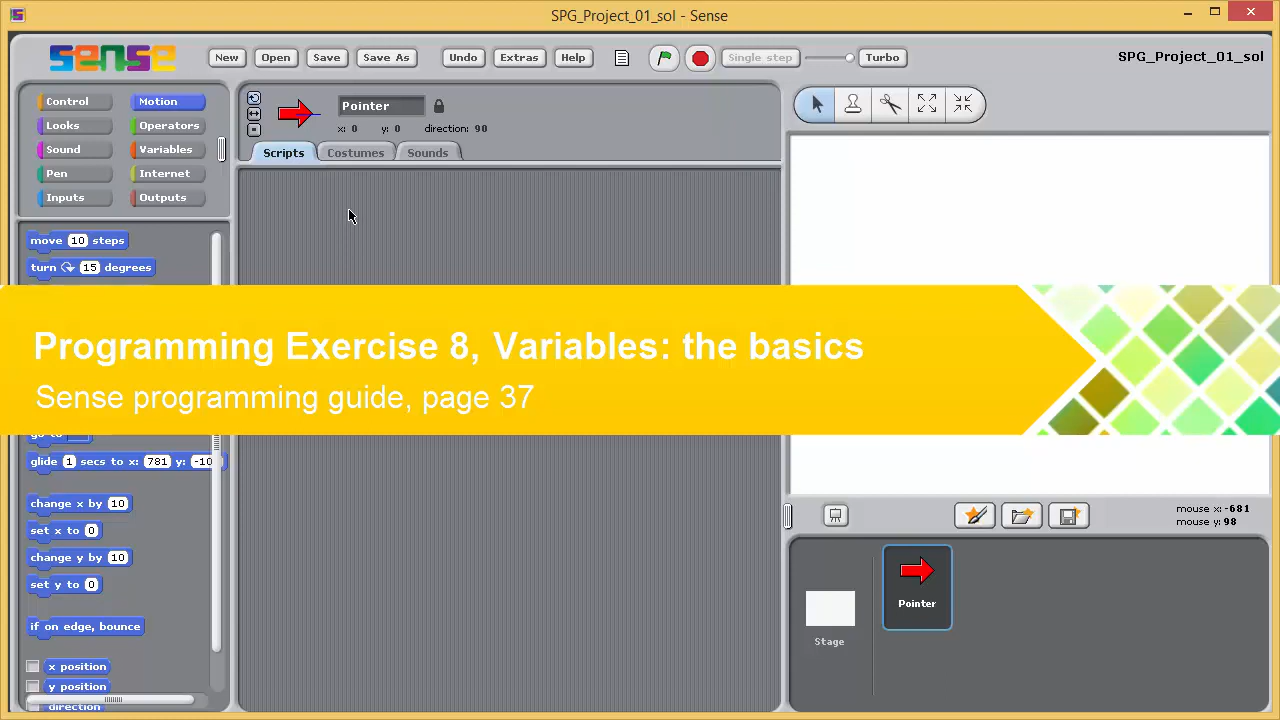 SPG_Project_01_sol - Sense
sense New Open Save Save As Undo Extras Help Single step Turbo SPG_Project_01_sol
Control Motion
Looks Operators
Sound Variables
Pen Internet
Inputs Outputs
Pointer
x: 0 y: 0 direction: 90
Scripts Costumes Sounds
move 10 steps
turn 15 degrees
Programming Exercise 8, Variables: the basics
Sense programming guide, page 37
go to
glide 1 secs to x: 781 y: -10
change x by 10
set x to 0
change y by 10
set y to 0
if on edge, bounce
x position
y position
direction
mouse x: -681
mouse y: 98
Pointer
Stage